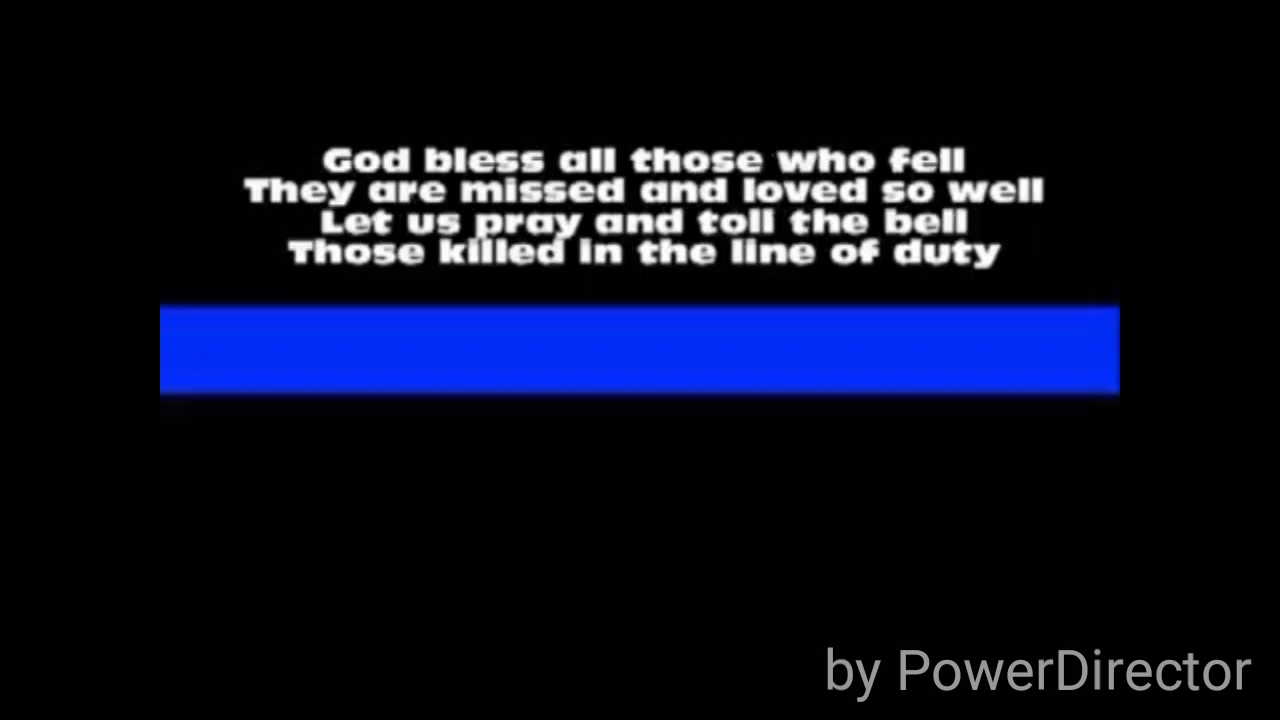 God bless all those who fell
They are missed and loved so well
Let us pray and toll the bell
Those killed in the line of duty
by PowerDirector